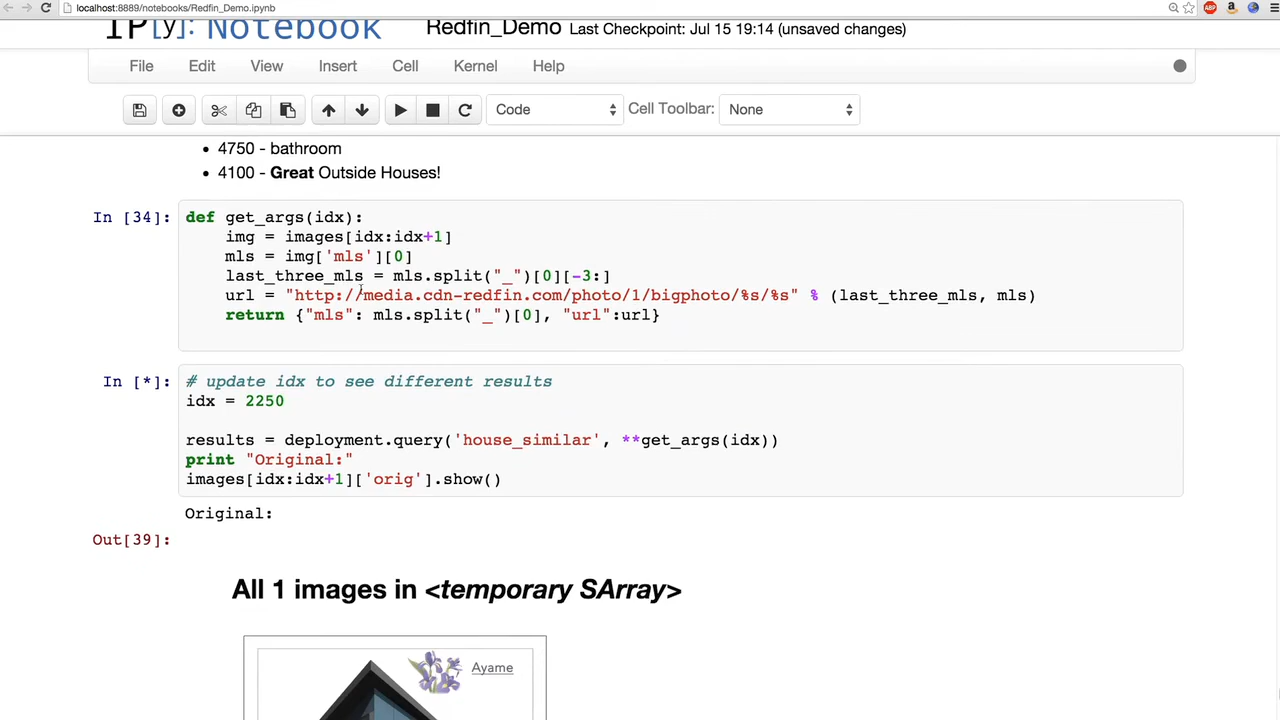 localhost:8889/notebooks/Redfin_Demo.ipynb
ABP
IP[y]: Notebook Redfin_Demo Last Checkpoint: Jul 15 19:14 (unsaved changes)
File Edit View Insert Cell Kernel Help
Code Cell Toolbar: None
• 4750 - bathroom
• 4100 - Great Outside Houses!
In [34]: def get_args(idx):
img = images[idx:idx+1]
mls = img['mls'][0]
last_three_mls = mls.split("_")[0][-3:]
url = "http://media.cdn-redfin.com/photo/1/bigphoto/%s/%s" % (last_three_mls, mls)
return {"mls": mls.split("_")[0], "url":url}
In [*]: # update idx to see different results
idx = 2250
results = deployment.query('house_similar', **get_args(idx))
print "Original:"
images[idx:idx+1]['orig'].show()
Original:
Out[39]:
All 1 images in <temporary SArray>
Ayame